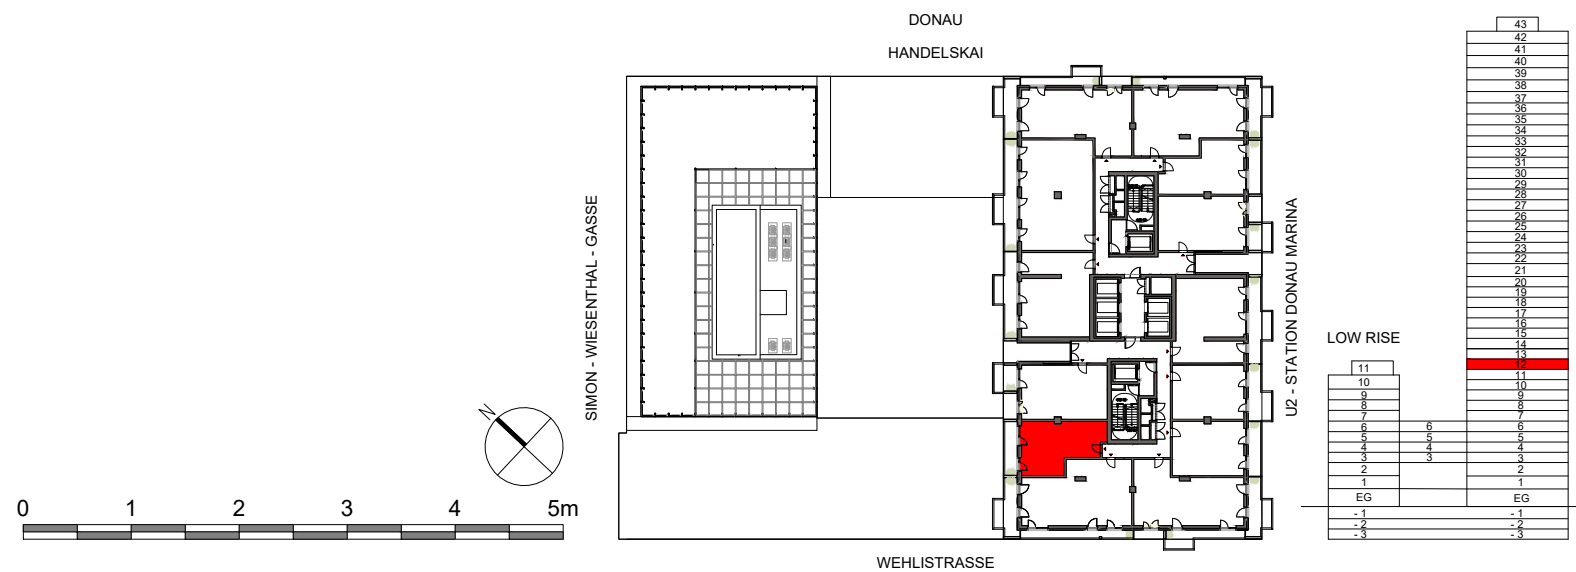 DONAU
HANDELSKAI
SIMON - WIESENTHAL - GASSE
U2 - STATION DONAU MARINA
WEHLISTRASSE
N
0 1 2 3 4 5m
LOW RISE
43
42
41
40
39
38
37
36
35
34
33
32
31
30
29
28
27
26
25
24
23
22
21
20
19
18
17
16
15
14
13
12
11 11
10 10
9 9
8 8
7 7
6 6 6
5 5 5
4 4 4
3 3 3
2 2
1 1
EG EG
- 1 - 1
- 2 - 2
- 3 - 3